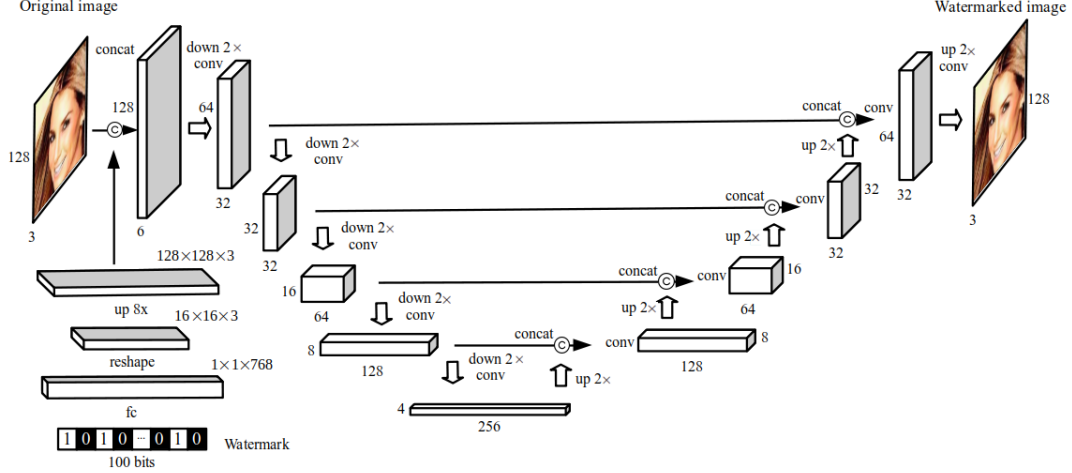 Original image
Watermarked image
concat
down 2×
conv
up 2×
conv
128
128
64
C
concat
C
conv
64
128
3
6
32
down 2×
conv
up 2×
32
32
3
32
32
concat
C
conv
32
32
down 2×
conv
up 2×
128×128×3
16
64
concat
C
conv
16
64
up 8x
down 2×
conv
up 2×
16×16×3
8
128
concat
C
conv
8
128
reshape
1×1×768
down 2×
conv
up 2×
fc
4
256
1 0 1 0 ... 0 1 0
Watermark
100 bits